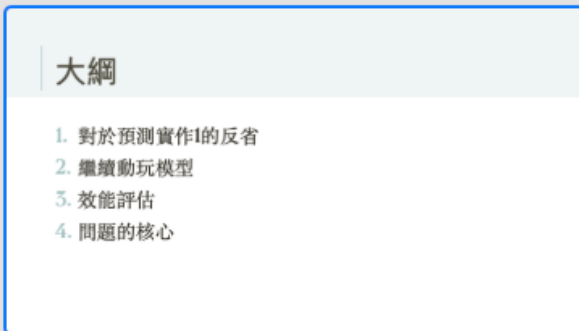 大綱
1. 對於預測實作1的反省
2. 繼續動玩模型
3. 效能評估
4. 問題的核心